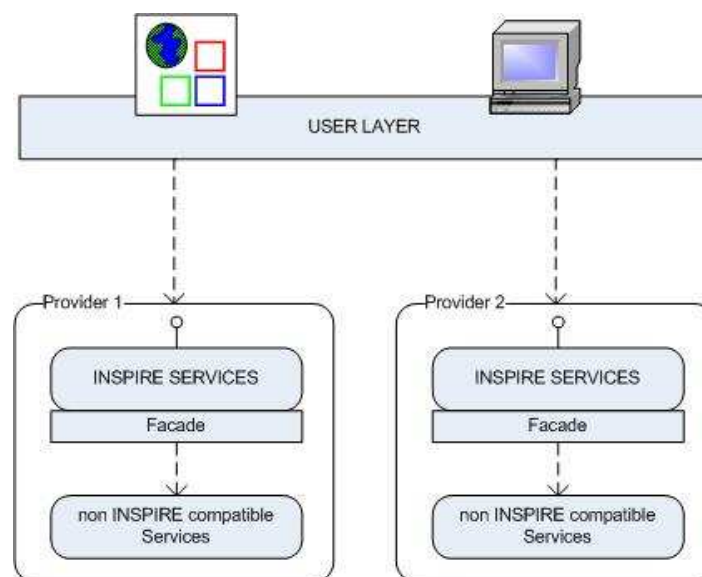 USER LAYER
Provider 1
INSPIRE SERVICES
Facade
non INSPIRE compatible
Services
Provider 2
INSPIRE SERVICES
Facade
non INSPIRE compatible
Services